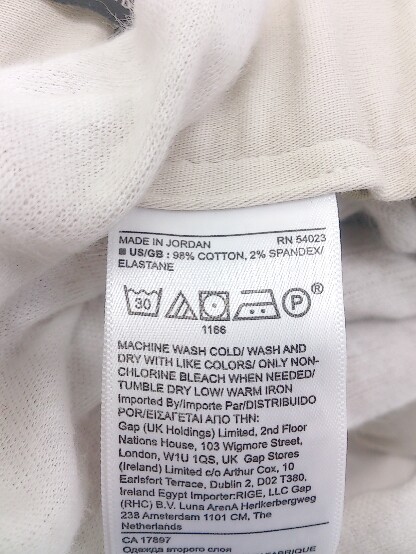 MADE IN JORDAN RN 54023
■ US/GB : 98% COTTON, 2% SPANDEX/
ELASTANE
30 P ®
1166
MACHINE WASH COLD/ WASH AND
DRY WITH LIKE COLORS/ ONLY NON-
CHLORINE BLEACH WHEN NEEDED/
TUMBLE DRY LOW/ WARM IRON
Imported By/Importe Par/DISTRIBUIDO
POR/ΕΙΣΑΓΕΤΑΙ ΑΠΟ ΤΗΝ:
Gap (UK Holdings) Limited, 2nd Floor
Nations House, 103 Wigmore Street,
London, W1U 1QS, UK Gap Stores
(Ireland) Limited c/o Arthur Cox, 10
Earlsfort Terrace, Dublin 2, D02 T380,
Ireland Egypt Importer:RIGE, LLC Gap
(RHC) B.V. Luna ArenA Herikerbergweg
238 Amsterdam 1101 CM, The
Netherlands
CA 17897
Одежда второго слоя
FABRIQUE